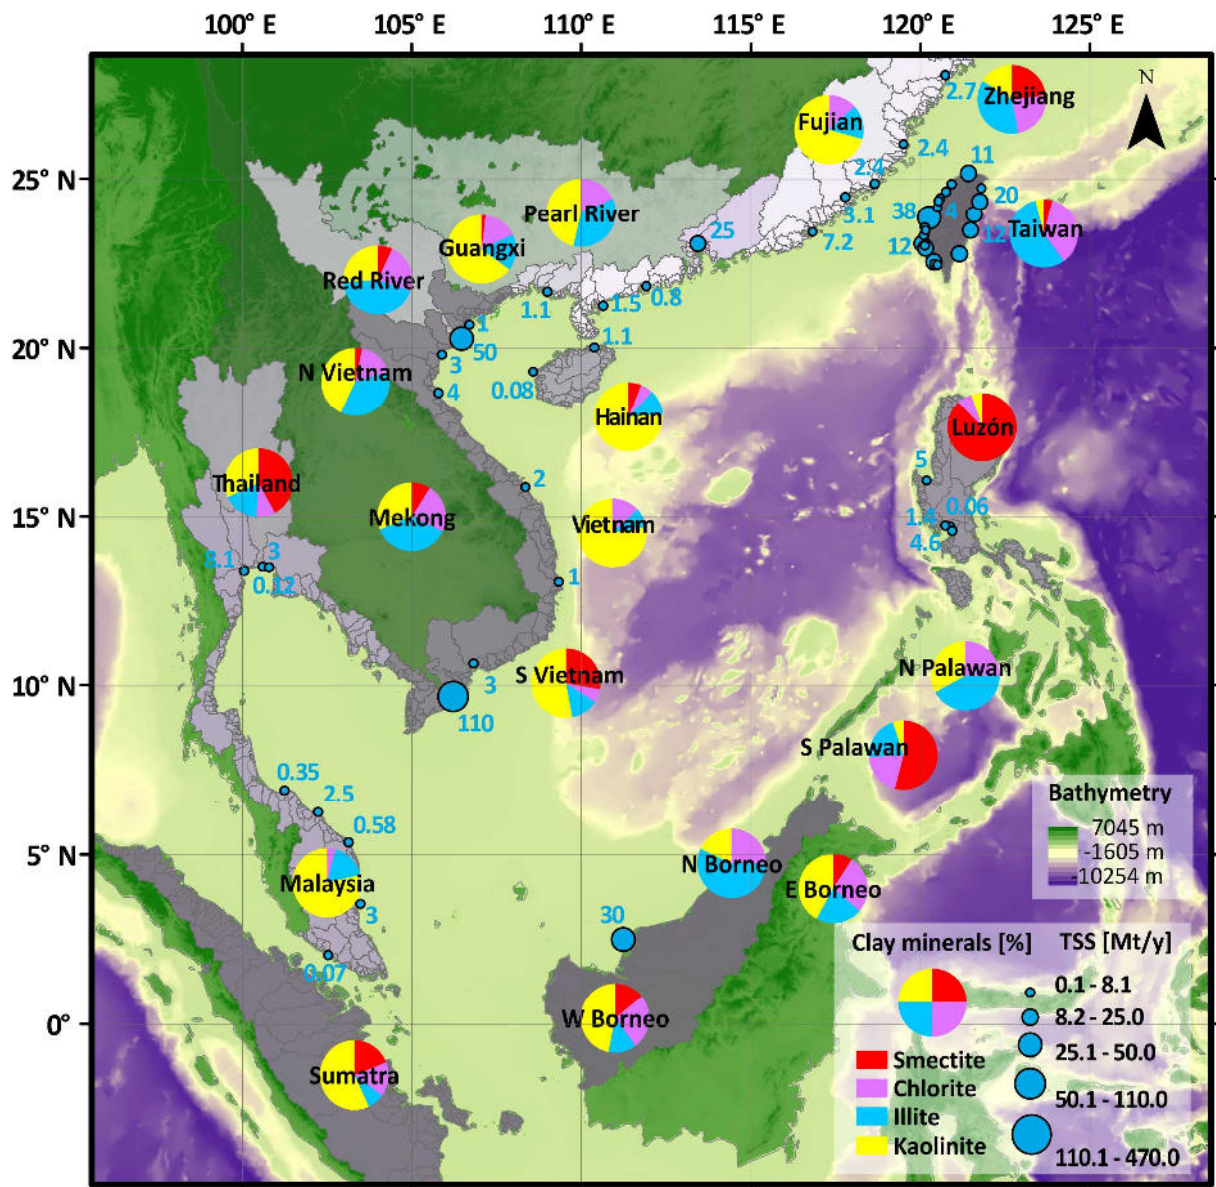 100° E
105° E
110° E
115° E
120° E
125° E
25° N
20° N
15° N
10° N
5° N
0°
N
2.7
Zhejiang
Fujian
2.4
2.4
11
20
3.1
38
4
12
12
Taiwan
7.2
Pearl River
25
Guangxi
Red River
1.1
1.5
0.8
1
50
3
1.1
N Vietnam
4
0.08
Hainan
Luzón
Thailand
2
5
Mekong
Vietnam
0.06
1.4
4.6
8.1
3
0.12
1
S Vietnam
3
110
N Palawan
S Palawan
0.35
2.5
0.58
Malaysia
3
0.07
N Borneo
E Borneo
30
W Borneo
Sumatra
Bathymetry
7045 m
-1605 m
-10254 m
Clay minerals [%]
TSS [Mt/y]
0.1 - 8.1
8.2 - 25.0
25.1 - 50.0
50.1 - 110.0
110.1 - 470.0
Smectite
Chlorite
Illite
Kaolinite